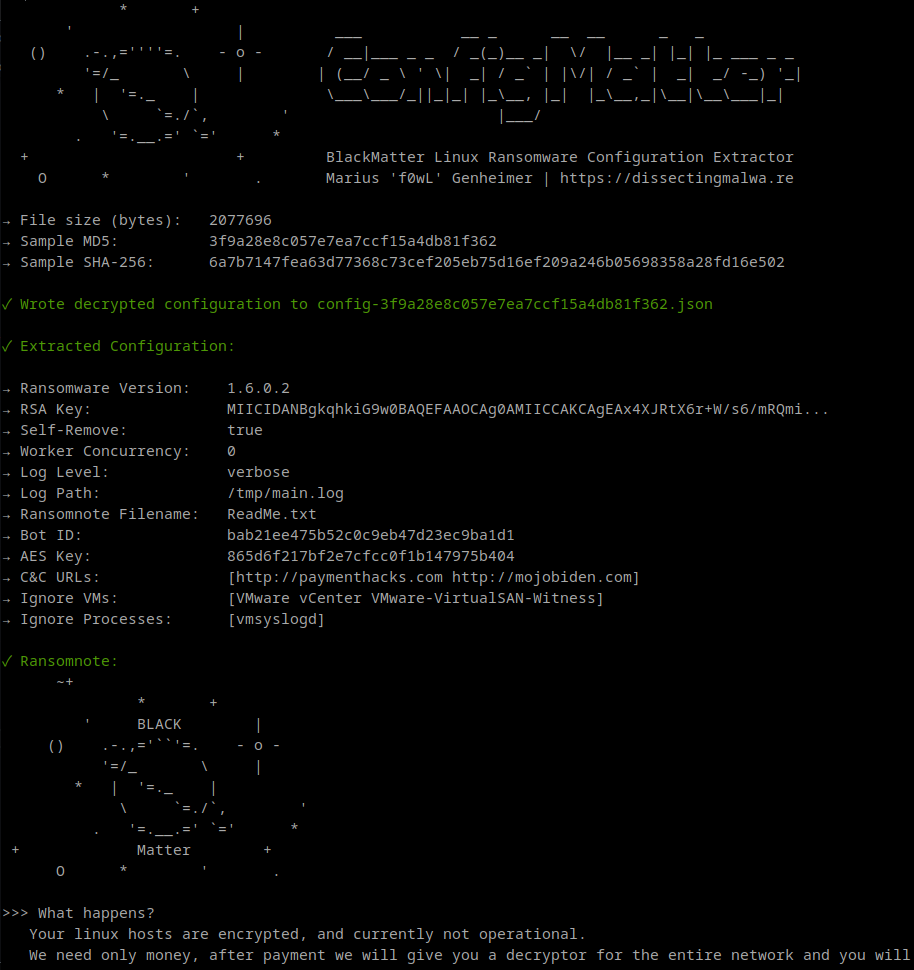 BlackMatter Linux Ransomware Configuration Extractor
Marius 'f0wL' Genheimer | https://dissectingmalwa.re
→ File size (bytes): 2077696
→ Sample MD5: 3f9a28e8c057e7ea7ccf15a4db81f362
→ Sample SHA-256: 6a7b7147fea63d77368c73cef205eb75d16ef209a246b05698358a28fd16e502
✓ Wrote decrypted configuration to config-3f9a28e8c057e7ea7ccf15a4db81f362.json
✓ Extracted Configuration:
→ Ransomware Version: 1.6.0.2
→ RSA Key: MIICIDANBgkqhkiG9w0BAQEFAAOCAg0AMIICCAKCAgEAx4XJRtX6r+W/s6/mRQmi...
→ Self-Remove: true
→ Worker Concurrency: 0
→ Log Level: verbose
→ Log Path: /tmp/main.log
→ Ransomnote Filename: ReadMe.txt
→ Bot ID: bab21ee475b52c0c9eb47d23ec9ba1d1
→ AES Key: 865d6f217bf2e7cfcc0f1b147975b404
→ C&C URLs: [http://paymenthacks.com http://mojobiden.com]
→ Ignore VMs: [VMware vCenter VMware-VirtualSAN-Witness]
→ Ignore Processes: [vmsyslogd]
✓ Ransomnote:
BLACK
Matter
>>> What happens?
Your linux hosts are encrypted, and currently not operational.
We need only money, after payment we will give you a decryptor for the entire network and you will